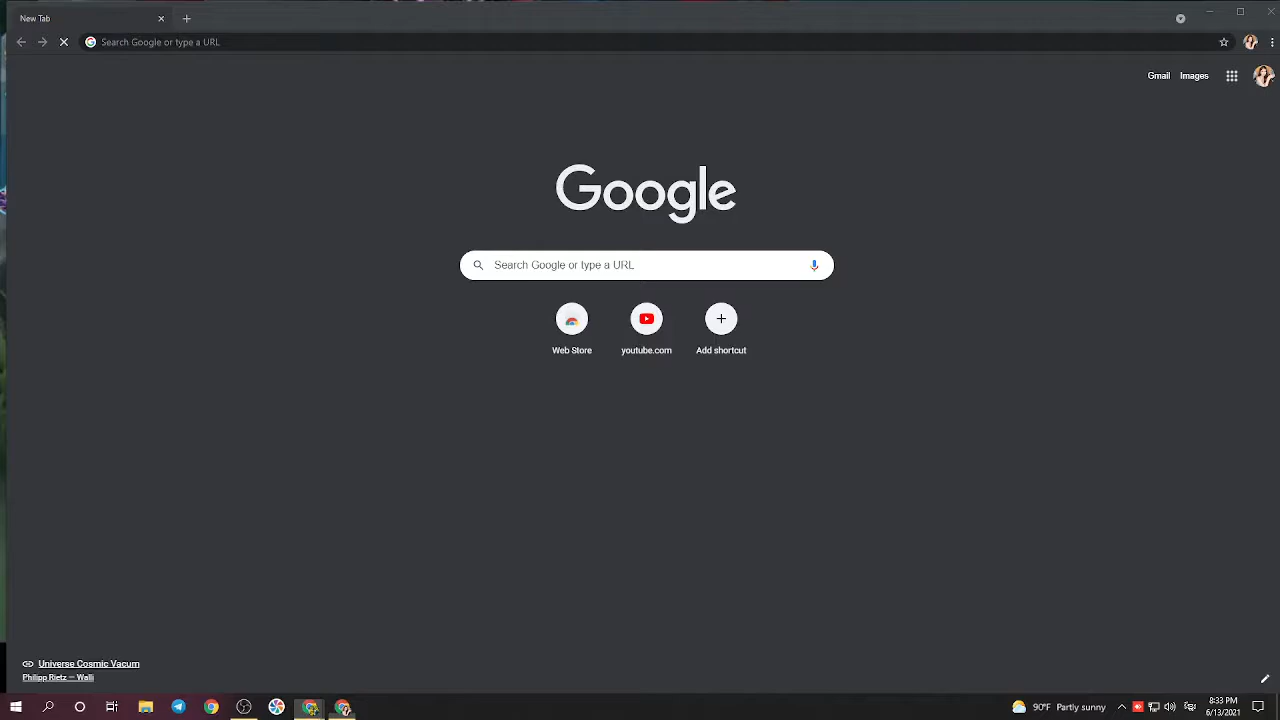 New Tab
Search Google or type a URL
Gmail Images
Google
Search Google or type a URL
Web Store youtube.com Add shortcut
Universe Cosmic Vacum
Philipp Rietz — Walli
90°F Partly sunny
8:33 PM
6/13/2021